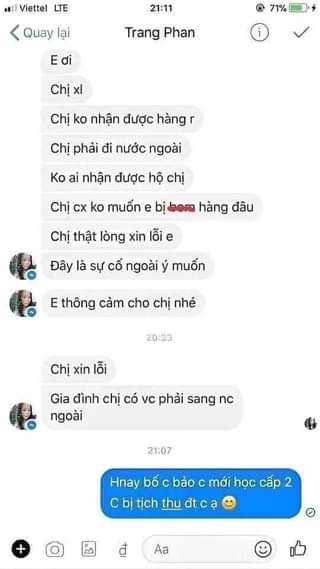 Viettel LTE 21:11 71%
Quay lại Trang Phan
E ơi
Chị xl
Chị ko nhận được hàng r
Chị phải đi nước ngoài
Ko ai nhận được hộ chị
Chị cx ko muốn e bị bom hàng đâu
Chị thật lòng xin lỗi e
Đây là sự cố ngoài ý muốn
E thông cảm cho chị nhé
20:33
Chị xin lỗi
Gia đình chị có vc phải sang nc
ngoài
21:07
Hnay bố c bảo c mới học cấp 2
C bị tịch thu đt c ạ 😊
đ Aa